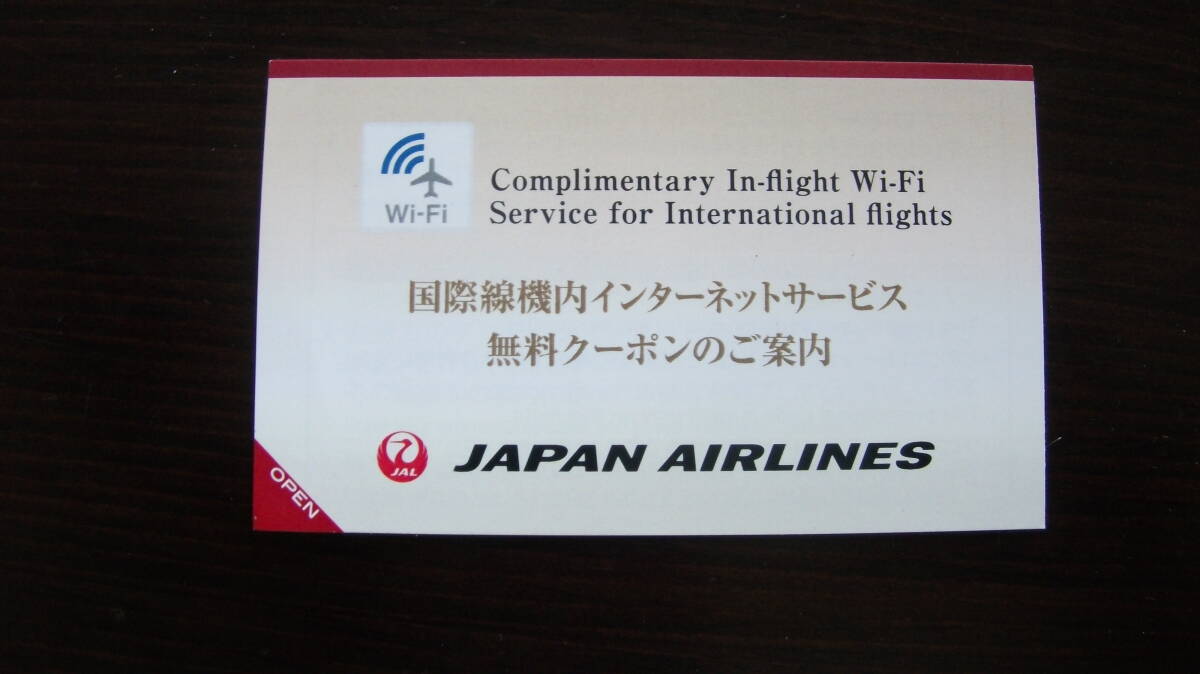 Wi-Fi
Complimentary In-flight Wi-Fi
Service for International flights
国際線機内インターネットサービス
無料クーポンのご案内
JAL
JAPAN AIRLINES
OPEN